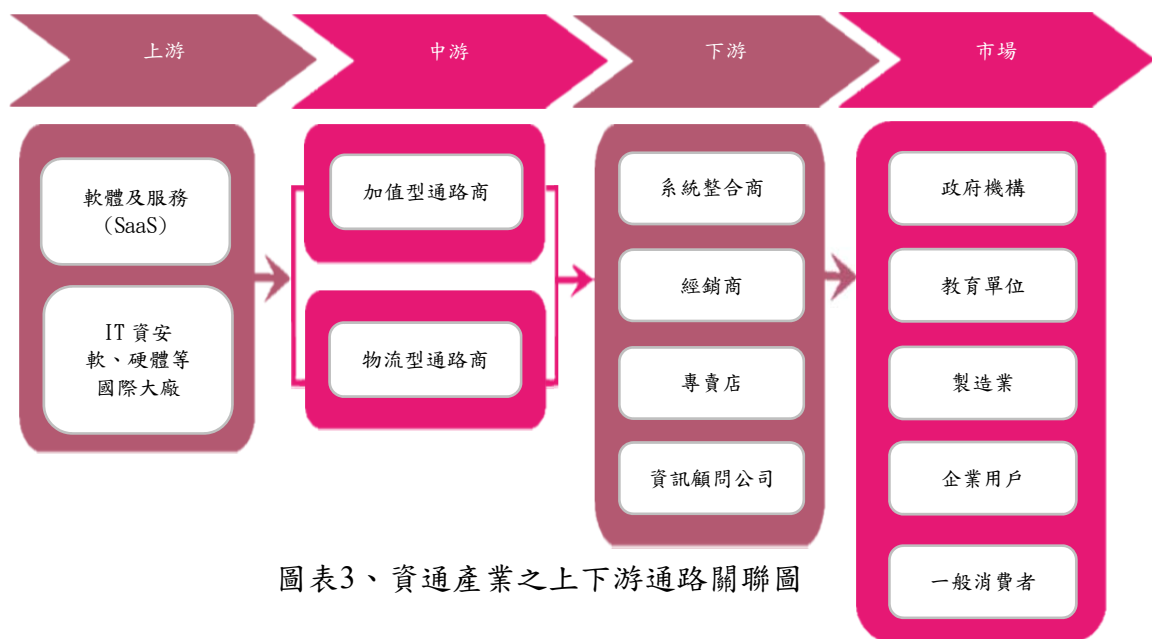 上游
中游
下游
市場
軟體及服務
（SaaS）
IT 資安
軟、硬體等
國際大廠
加值型通路商
物流型通路商
系統整合商
經銷商
專賣店
資訊顧問公司
政府機構
教育單位
製造業
企業用戶
一般消費者
圖表3、資通產業之上下游通路關聯圖